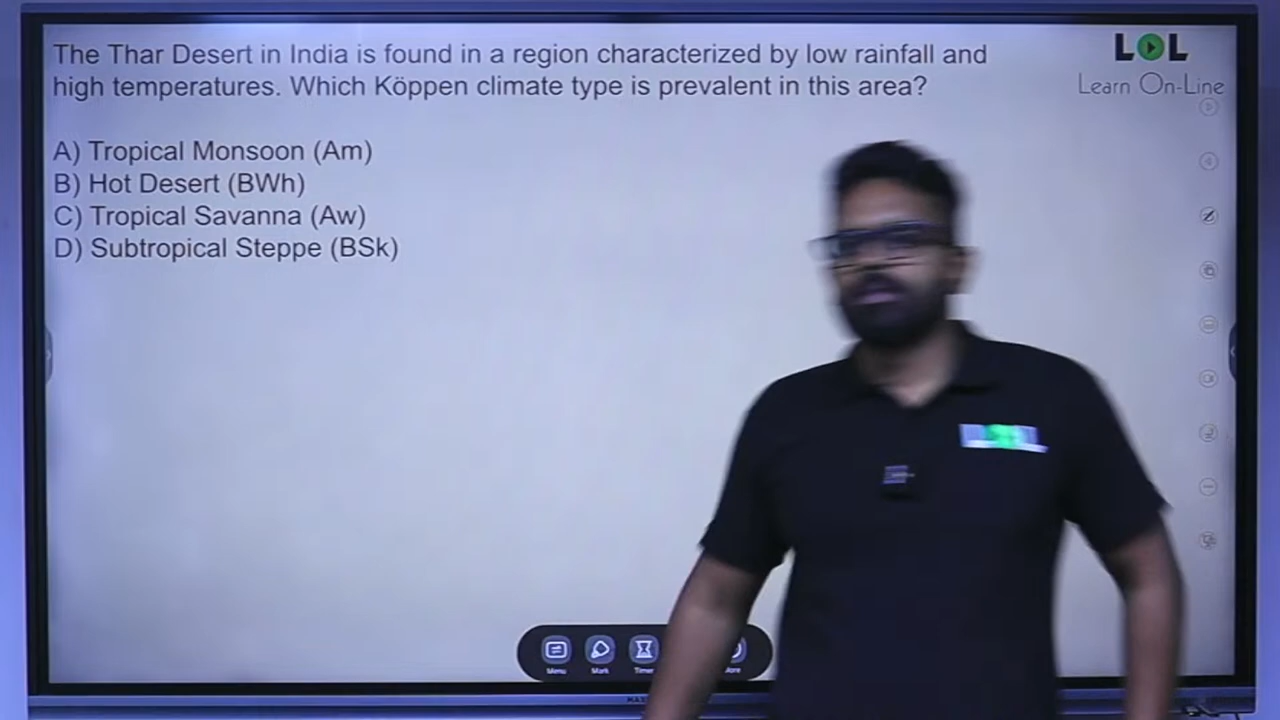 The Thar Desert in India is found in a region characterized by low rainfall and
high temperatures. Which Köppen climate type is prevalent in this area?
A) Tropical Monsoon (Am)
B) Hot Desert (BWh)
C) Tropical Savanna (Aw)
D) Subtropical Steppe (BSk)
LOL
Learn On-Line
Menu
Mark
Timer